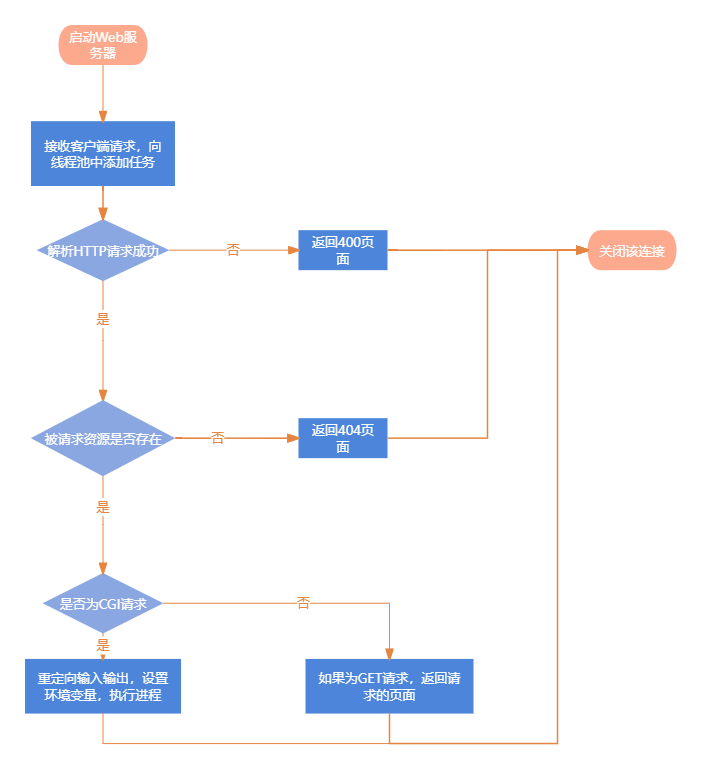 启动Web服
务器
接收客户端请求，向
线程池中添加任务
解析HTTP请求成功
否
返回400页
面
关闭该连接
是
被请求资源是否存在
否
返回404页
面
是
是否为CGI请求
否
是
重定向输入输出，设置
环境变量，执行进程
如果为GET请求，返回请
求的页面